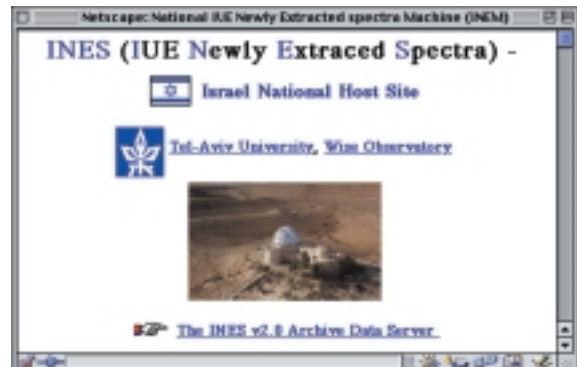 Netscape: National IUE Newly Extracted spectra Machine (INEM)
INES (IUE Newly Extraced Spectra) -
Israel National Host Site
Tel-Aviv University, Wise Observatory
The INES v2.0 Archive Data Server